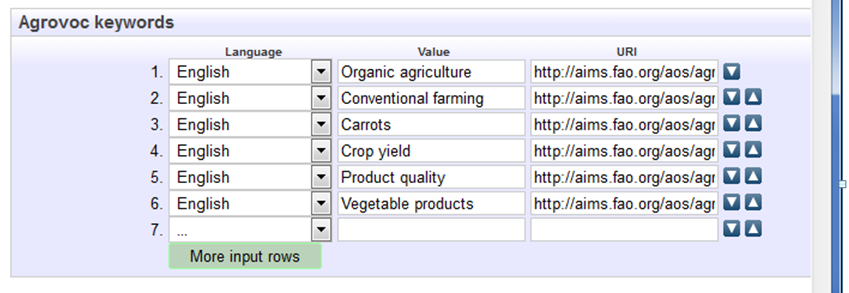 Agrovoc keywords
Language Value URI
1. English Organic agriculture http://aims.fao.org/aos/agr
2. English Conventional farming http://aims.fao.org/aos/agr
3. English Carrots http://aims.fao.org/aos/agr
4. English Crop yield http://aims.fao.org/aos/agr
5. English Product quality http://aims.fao.org/aos/agr
6. English Vegetable products http://aims.fao.org/aos/agr
7. ...
More input rows